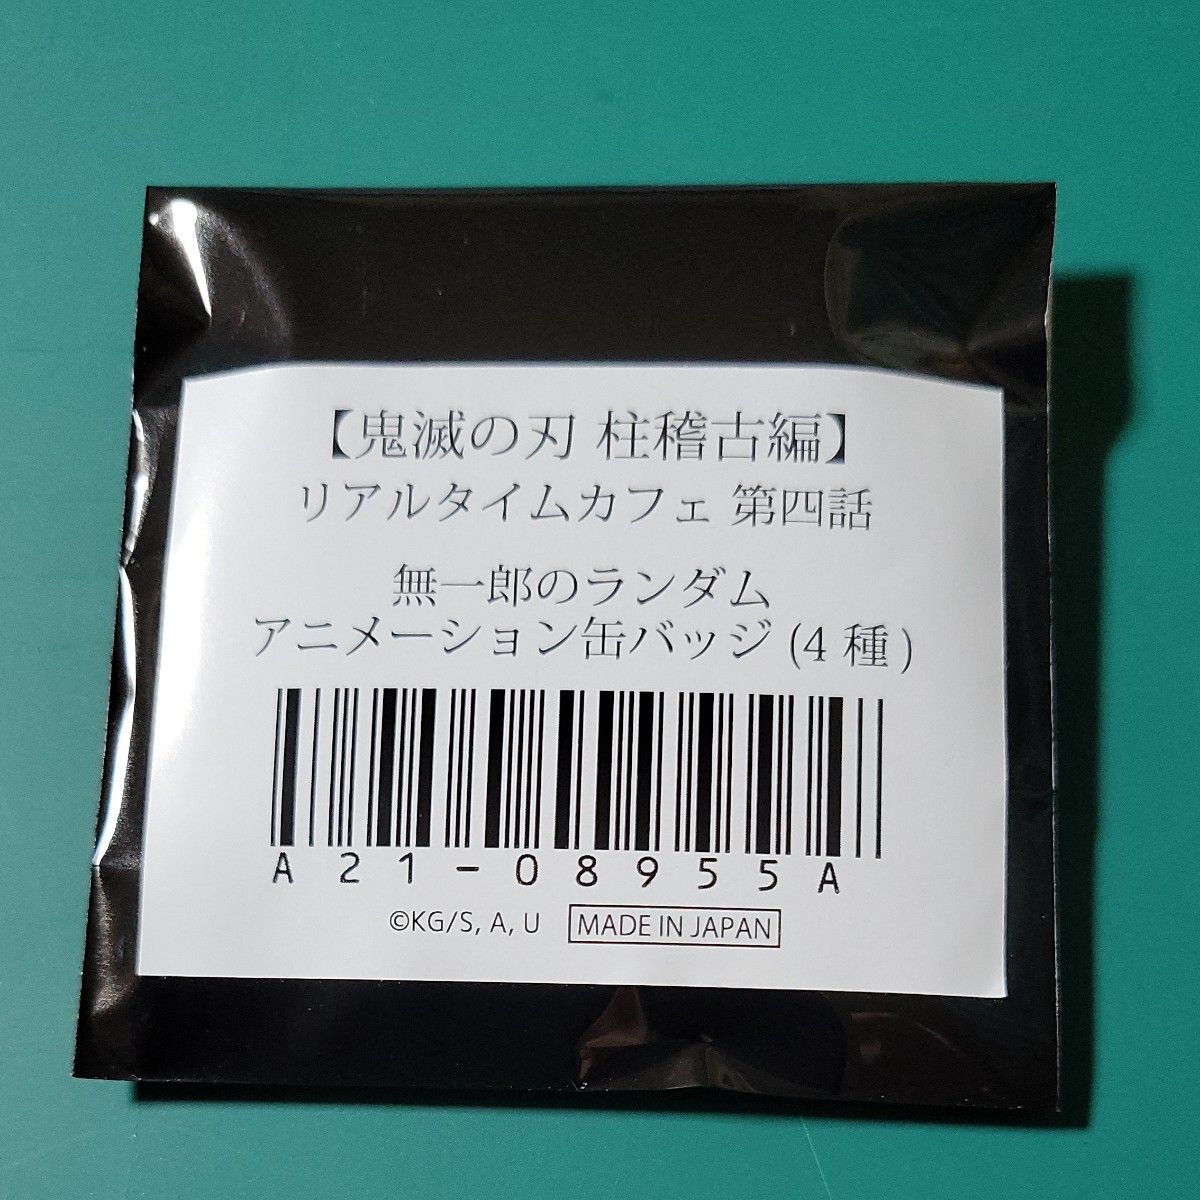 【鬼滅の刃 柱稽古編】
リアルタイムカフェ 第四話
無一郎のランダム
アニメーション缶バッジ (4 種)
A21-08955A
©KG/S, A, U MADE IN JAPAN